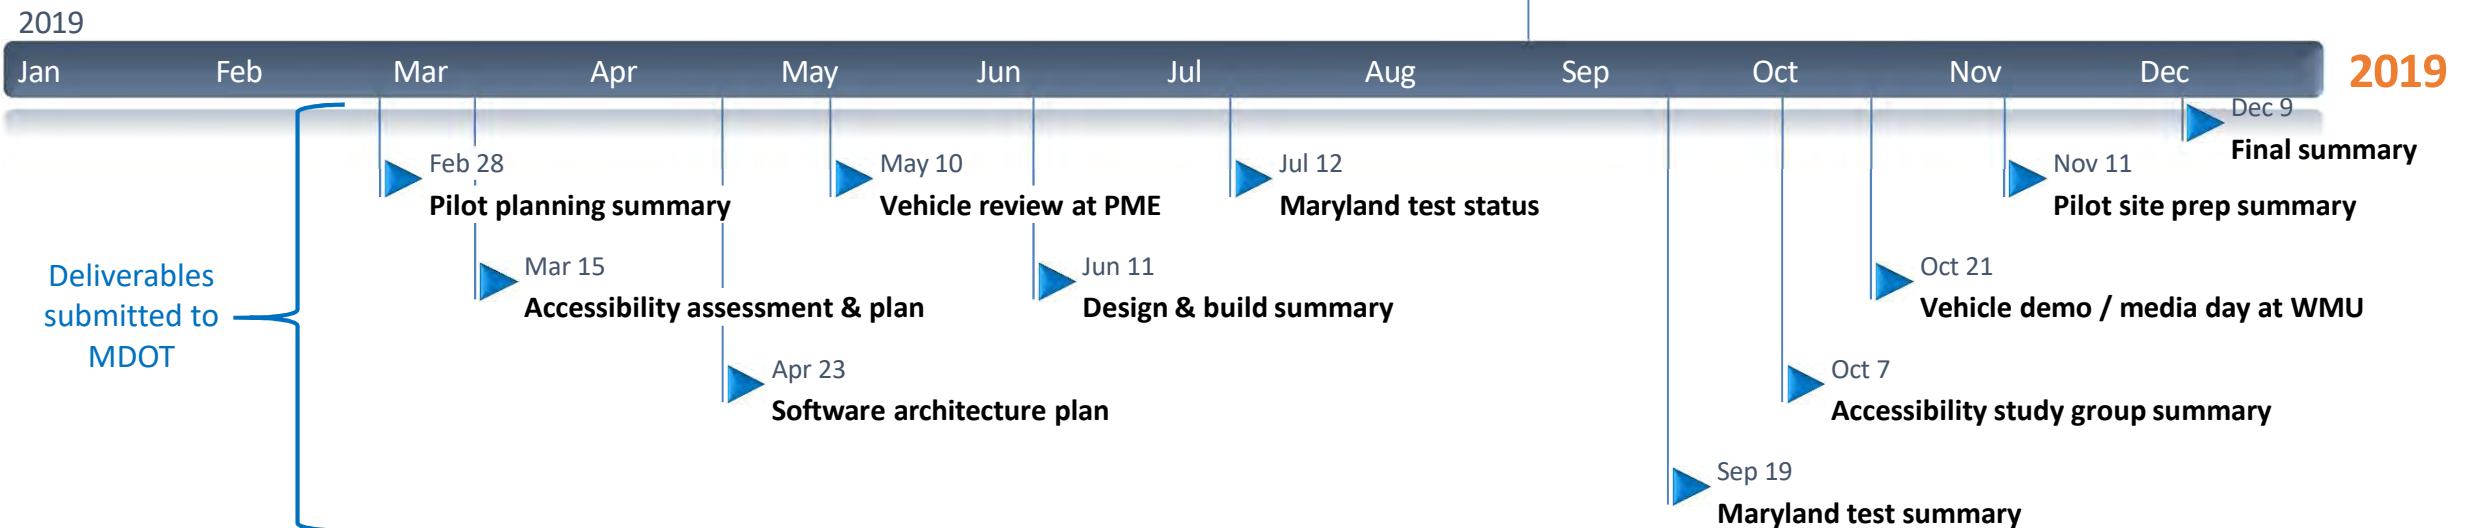 2019
Jan Feb Mar Apr May Jun Jul Aug Sep Oct Nov Dec
2019
Dec 9
Final summary
Feb 28
Pilot planning summary
May 10
Vehicle review at PME
Jul 12
Maryland test status
Nov 11
Pilot site prep summary
Deliverables
submitted to
MDOT
Mar 15
Accessibility assessment & plan
Jun 11
Design & build summary
Oct 21
Vehicle demo / media day at WMU
Apr 23
Software architecture plan
Oct 7
Accessibility study group summary
Sep 19
Maryland test summary